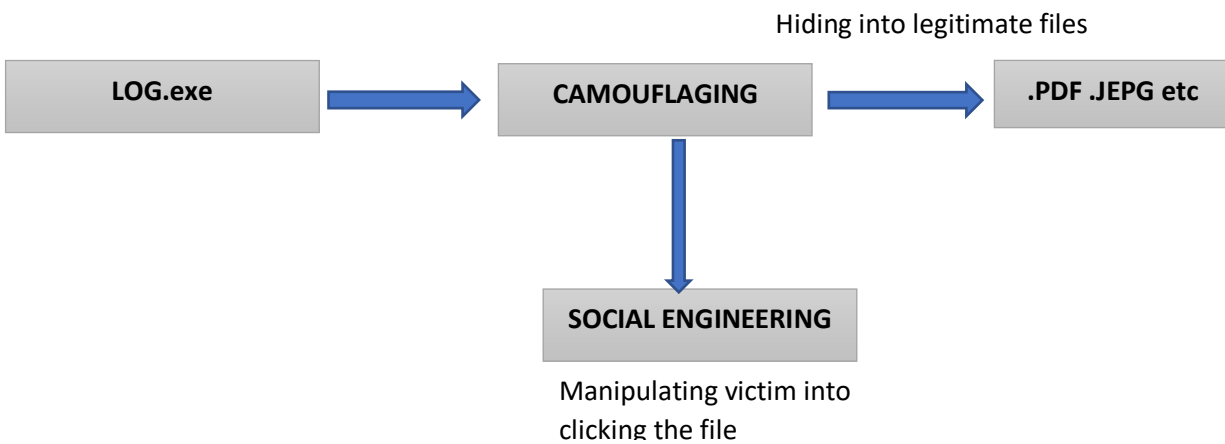 Hiding into legitimate files
LOG.exe
CAMOUFLAGING
.PDF .JEPG etc
SOCIAL ENGINEERING
Manipulating victim into
clicking the file